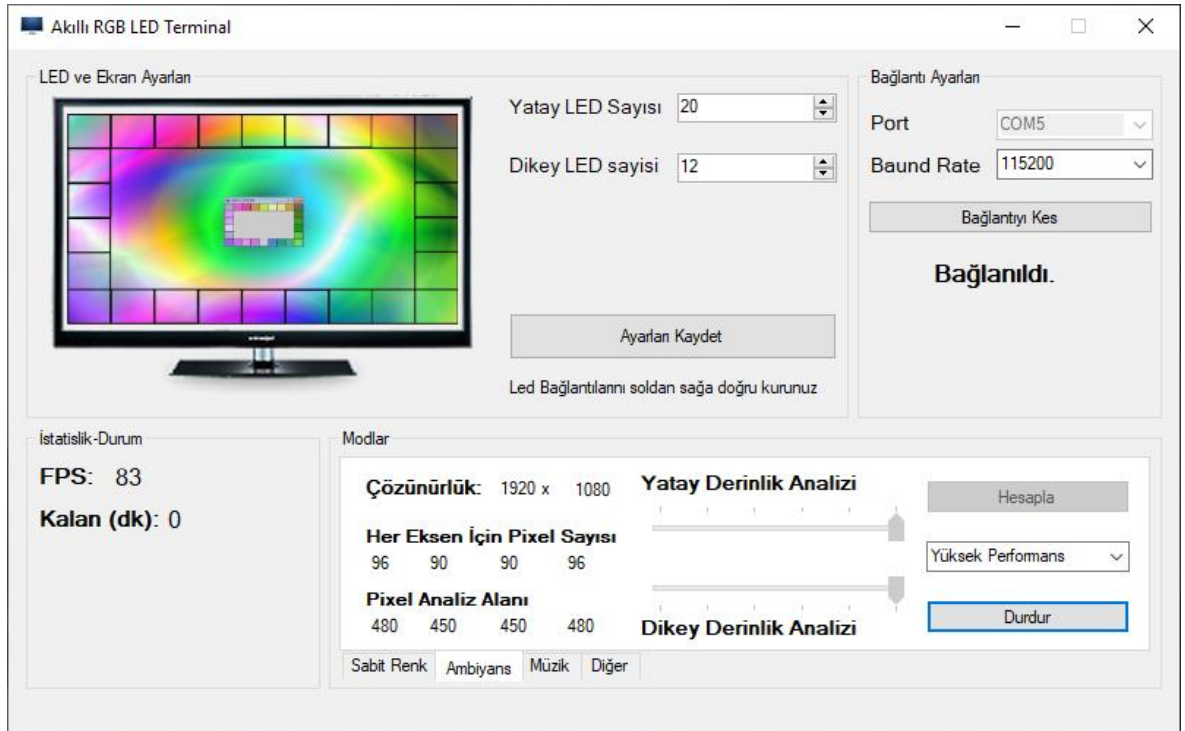 Akıllı RGB LED Terminal
LED ve Ekran Ayarları
Yatay LED Sayısı 20
Dikey LED sayisi 12
Ayarları Kaydet
Led Bağlantılarını soldan sağa doğru kurunuz
Bağlantı Ayarları
Port COM5
Baund Rate 115200
Bağlantıyı Kes
Bağlanıldı.
İstatislik-Durum
FPS: 83
Kalan (dk): 0
Modlar
Çözünürlük: 1920 x 1080
Her Eksen İçin Pixel Sayısı
96 90 90 96
Pixel Analiz Alanı
480 450 450 480
Yatay Derinlik Analizi
Dikey Derinlik Analizi
Hesapla
Yüksek Performans
Durdur
Sabit Renk Ambiyans Müzik Diğer